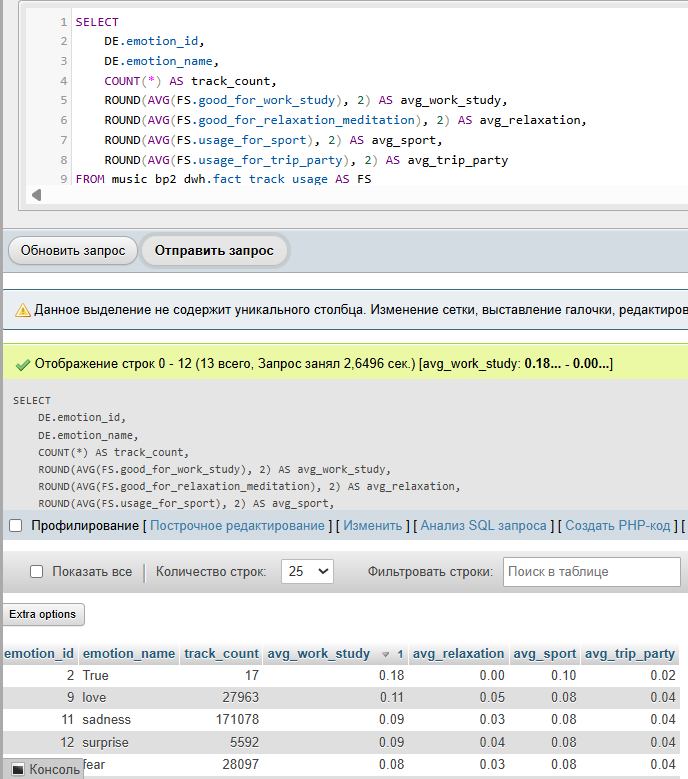 1 SELECT
2 DE.emotion_id,
3 DE.emotion_name,
4 COUNT(*) AS track_count,
5 ROUND(AVG(FS.good_for_work_study), 2) AS avg_work_study,
6 ROUND(AVG(FS.good_for_relaxation_meditation), 2) AS avg_relaxation,
7 ROUND(AVG(FS.usage_for_sport), 2) AS avg_sport,
8 ROUND(AVG(FS.usage_for_trip_party), 2) AS avg_trip_party
9 FROM music_bp2_dwh.fact_track_usage AS FS
Обновить запрос Отправить запрос
Данное выделение не содержит уникального столбца. Изменение сетки, выставление галочки, редактиров
Отображение строк 0 - 12 (13 всего, Запрос занял 2,6496 сек.) [avg_work_study: 0.18... - 0.00...]
SELECT
DE.emotion_id,
DE.emotion_name,
COUNT(*) AS track_count,
ROUND(AVG(FS.good_for_work_study), 2) AS avg_work_study,
ROUND(AVG(FS.good_for_relaxation_meditation), 2) AS avg_relaxation,
ROUND(AVG(FS.usage_for_sport), 2) AS avg_sport,
Профилирование [ Построчное редактирование ] [ Изменить ] [ Анализ SQL запроса ] [ Создать PHP-код ] [
Показать все Количество строк: 25 Фильтровать строки: Поиск в таблице
Extra options
emotion_id emotion_name track_count avg_work_study 1 avg_relaxation avg_sport avg_trip_party
2 True 17 0.18 0.00 0.10 0.02
9 love 27963 0.11 0.05 0.08 0.04
11 sadness 171078 0.09 0.03 0.08 0.04
12 surprise 5592 0.09 0.04 0.08 0.04
fear 28097 0.08 0.03 0.08 0.04
Консоль